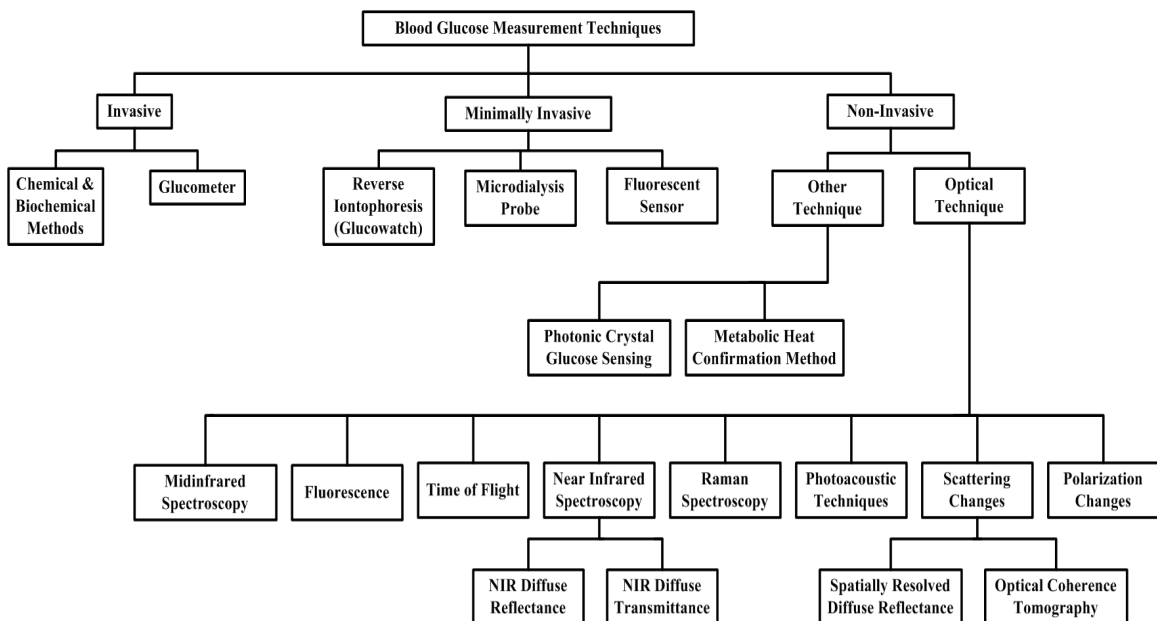 Blood Glucose Measurement Techniques
Invasive
Minimally Invasive
Non-Invasive
Chemical &
Biochemical
Methods
Glucometer
Reverse
Iontophoresis
(Glucowatch)
Microdialysis
Probe
Fluorescent
Sensor
Other
Technique
Optical
Technique
Photonic Crystal
Glucose Sensing
Metabolic Heat
Confirmation Method
Midinfrared
Spectroscopy
Fluorescence
Time of Flight
Near Infrared
Spectroscopy
Raman
Spectroscopy
Photoacoustic
Techniques
Scattering
Changes
Polarization
Changes
NIR Diffuse
Reflectance
NIR Diffuse
Transmittance
Spatially Resolved
Diffuse Reflectance
Optical Coherence
Tomography